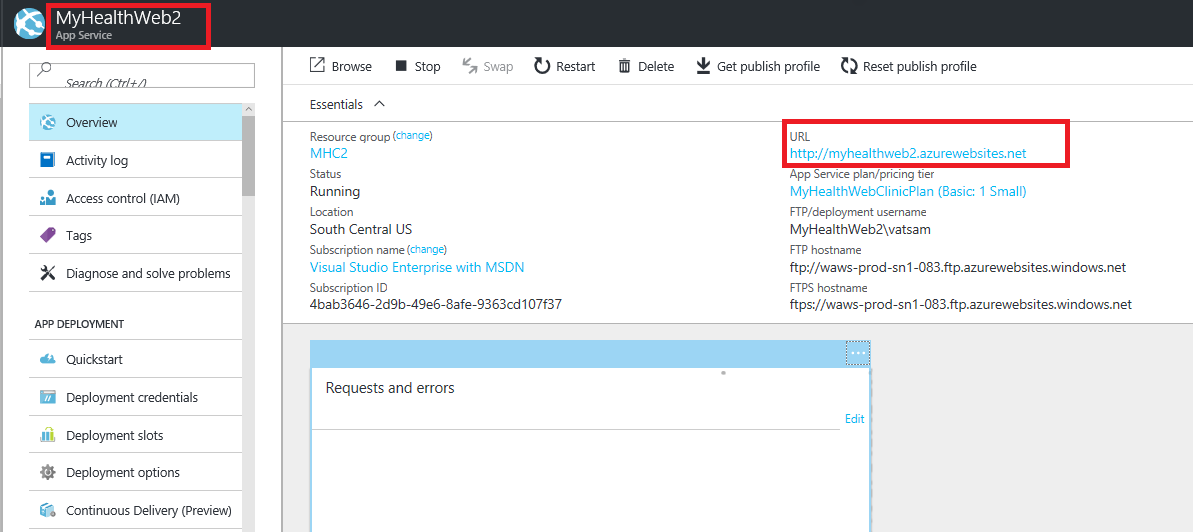 MyHealthWeb2
App Service
Search (Ctrl+/)
Overview
Activity log
Access control (IAM)
Tags
Diagnose and solve problems
APP DEPLOYMENT
Quickstart
Deployment credentials
Deployment slots
Deployment options
Continuous Delivery (Preview)
Browse Stop Swap Restart Delete Get publish profile Reset publish profile
Essentials
Resource group (change)
MHC2
Status
Running
Location
South Central US
Subscription name (change)
Visual Studio Enterprise with MSDN
Subscription ID
4bab3646-2d9b-49e6-8afe-9363cd107f37
URL
http://myhealthweb2.azurewebsites.net
App Service plan/pricing tier
MyHealthWebClinicPlan (Basic: 1 Small)
FTP/deployment username
MyHealthWeb2\vatsam
FTP hostname
ftp://waws-prod-sn1-083.ftp.azurewebsites.windows.net
FTPS hostname
ftps://waws-prod-sn1-083.ftp.azurewebsites.windows.net
Requests and errors
Edit